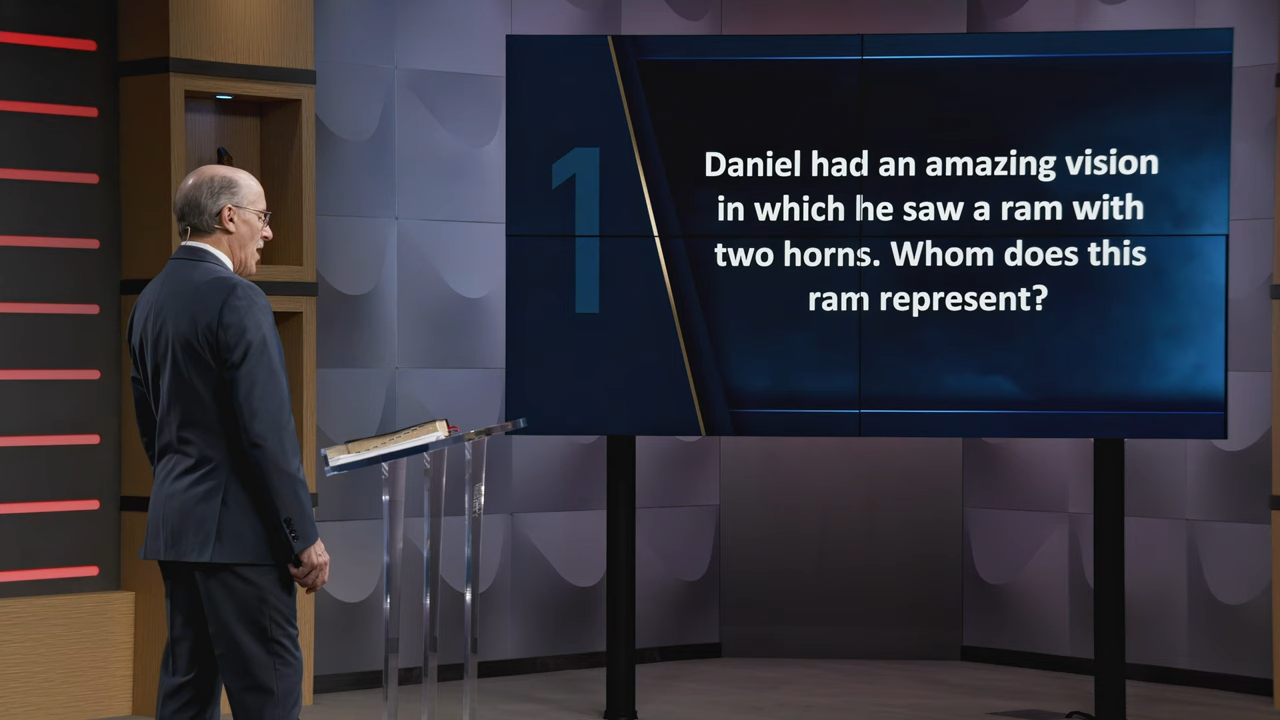 1
Daniel had an amazing vision
in which he saw a ram with
two horns. Whom does this
ram represent?